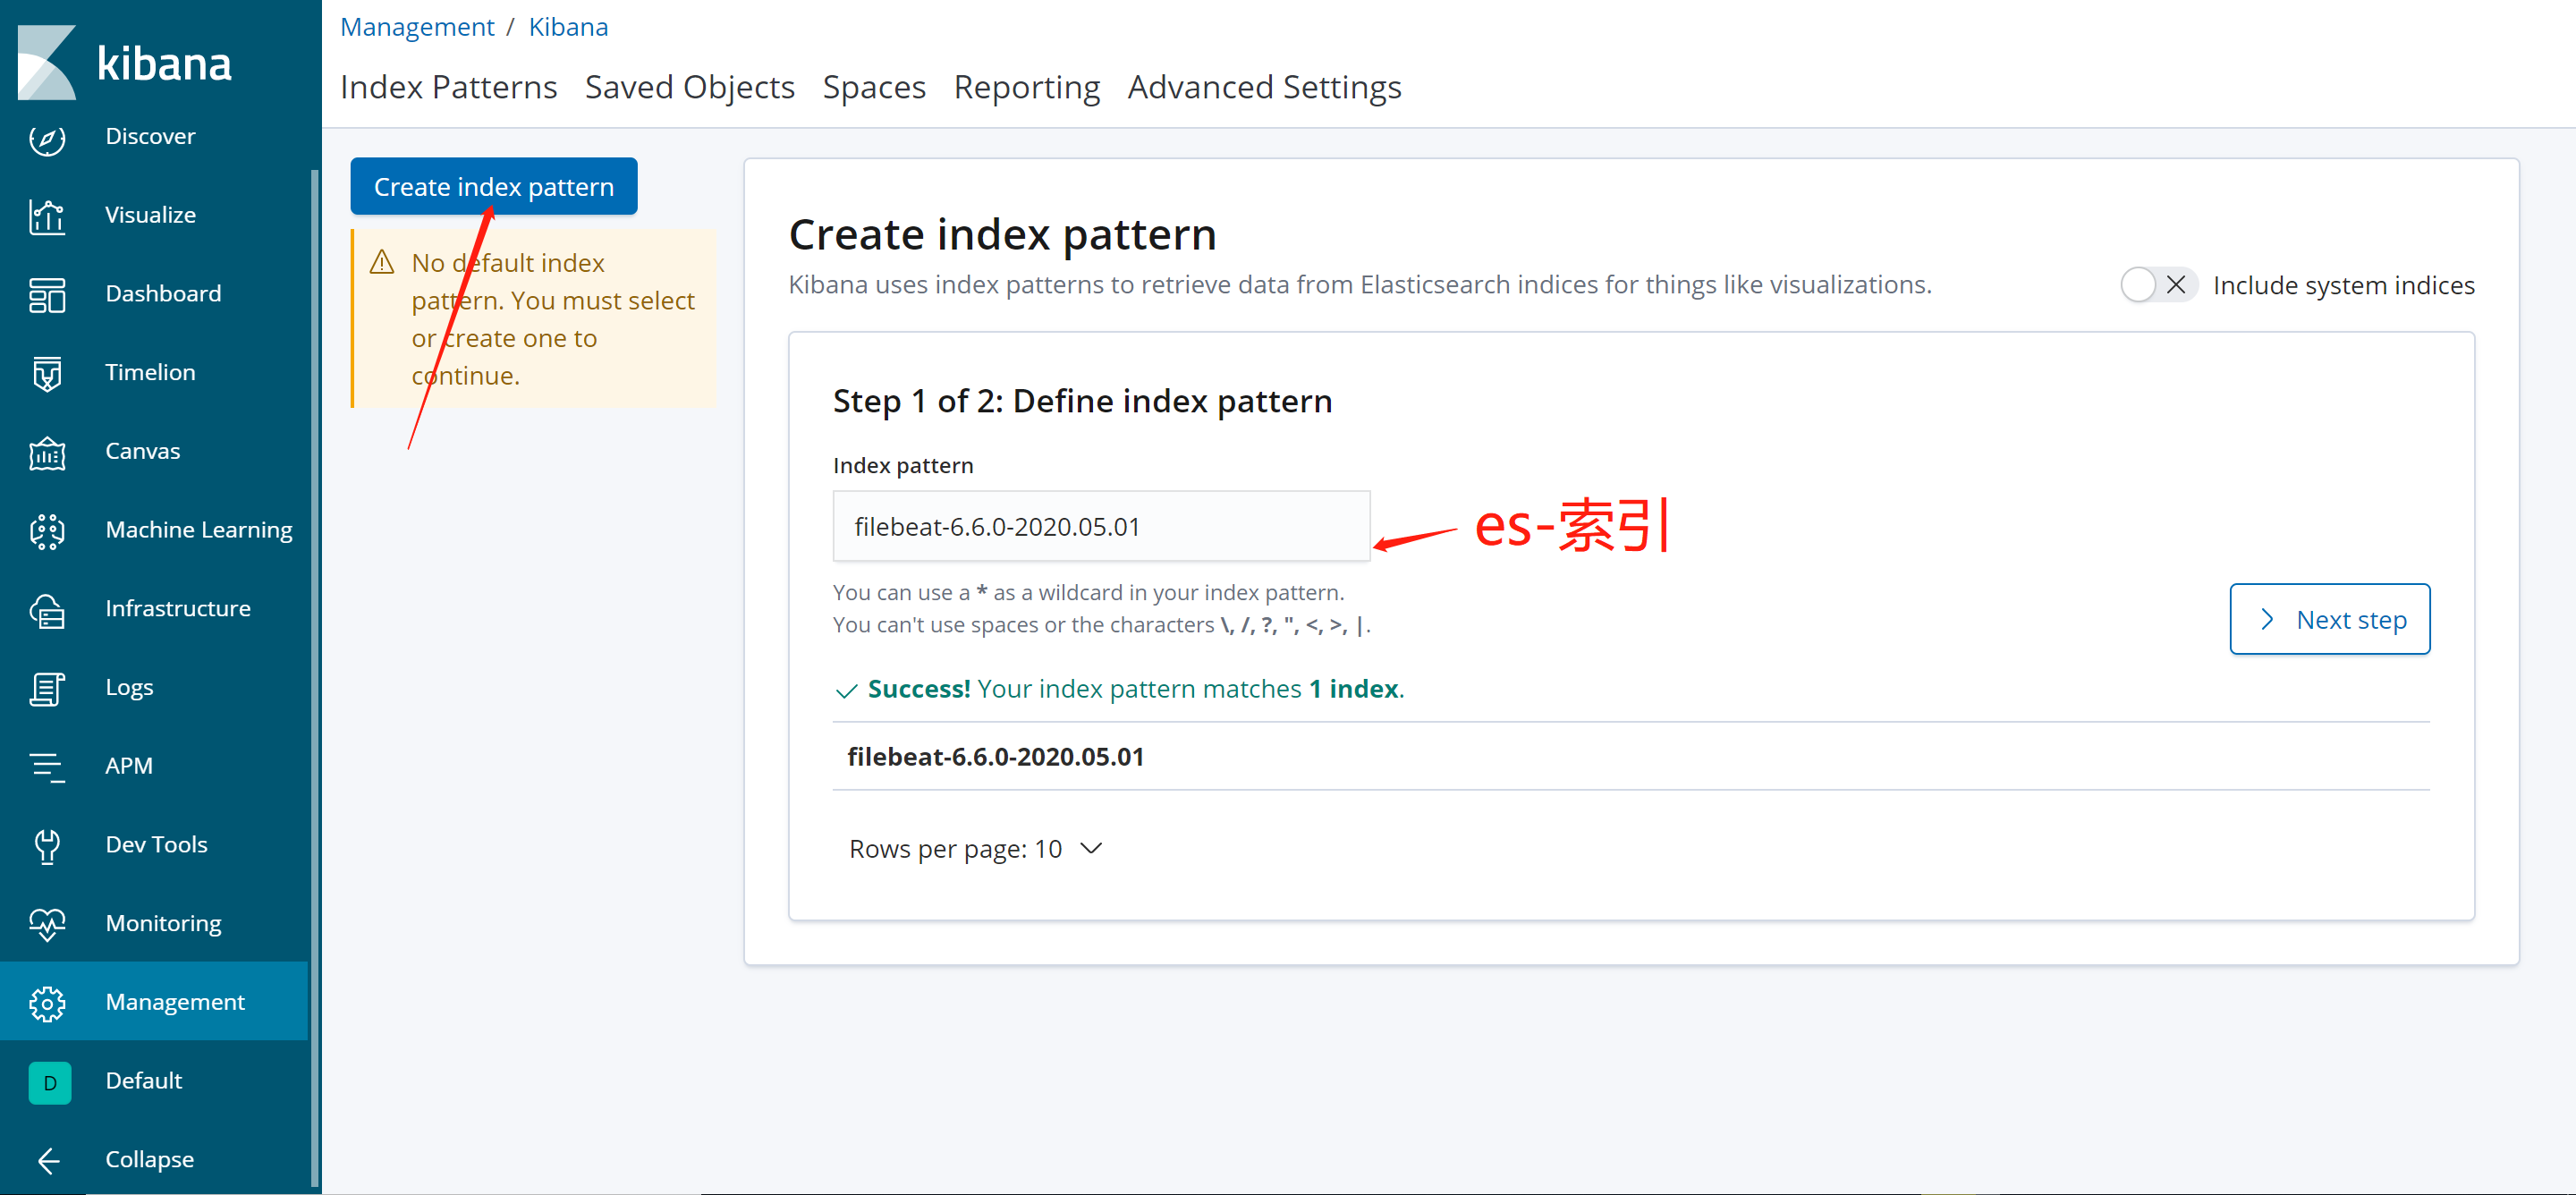 kibana
Discover
Visualize
Dashboard
Timelion
Canvas
Machine Learning
Infrastructure
Logs
APM
Dev Tools
Monitoring
Management
D
Default
Collapse
Management / Kibana
Index Patterns Saved Objects Spaces Reporting Advanced Settings
Create index pattern
No default index
pattern. You must select
or create one to
continue.
Create index pattern
Kibana uses index patterns to retrieve data from Elasticsearch indices for things like visualizations.
Include system indices
Step 1 of 2: Define index pattern
Index pattern
filebeat-6.6.0-2020.05.01
es-索引
You can use a * as a wildcard in your index pattern.
You can't use spaces or the characters \, /, ?, ", <, >, |.
Next step
Success! Your index pattern matches 1 index.
filebeat-6.6.0-2020.05.01
Rows per page: 10